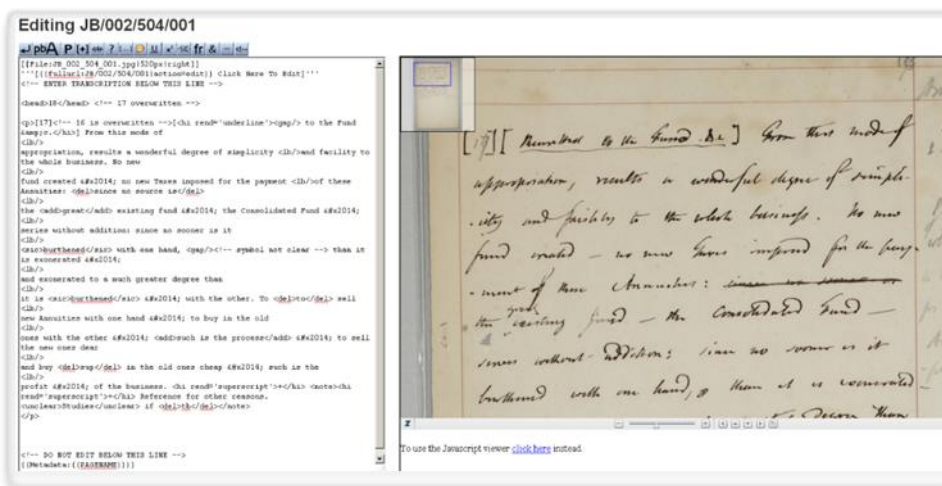 Editing JB/002/504/001
pb A P [+] ? U fr &
[[File:JB_002_504_001.jpg|520px|right]]
'''[{{fullurl:JB/002/504/001|action=edit}} Click Here To Edit]'''
<!-- ENTER TRANSCRIPTION BELOW THIS LINE -->
<head>18</head> <!-- 17 overwritten -->
<p>[17]<!-- 16 is overwritten -->[<hi rend='underline'><gap/> to the Fund
&amp;c.</hi>] From this mode of
<lb/>
appropriation, results a wonderful degree of simplicity <lb/>and facility to
the whole business. No new
<lb/>
fund created &#x2014; no new Taxes imposed for the payment <lb/>of these
Annuities: <del>since no source is</del>
<lb/>
the <add>great</add> existing fund &#x2014; the Consolidated Fund &#x2014;
<lb/>
series without addition: since no sooner is it
<lb/>
<sic>burthened</sic> with one hand, <gap/><!-- symbol not clear --> than it
is exonerated &#x2014;
<lb/>
and exonerated to a much greater degree than
<lb/>
it is <sic>burthened</sic> &#x2014; with the other. To <del>to</del> sell
<lb/>
new Annuities with one hand &#x2014; to buy in the old
<lb/>
ones with the other &#x2014; <add>such is the process</add> &#x2014; to sell
the new ones dear
<lb/>
and buy <del>sup</del> in the old ones cheap &#x2014; such is the
<lb/>
profit &#x2014; of the business. <hi rend='superscript'>+</hi> <note><hi
rend='superscript'>+</hi> Reference for other reasons.
<unclear>Studies</unclear> if <del>th</del></note>
</p>
<!-- DO NOT EDIT BELOW THIS LINE -->
{{Metadata:{{PAGENAME}}}}
[17] [ to the Fund &c ] From this mode of
appropriation, results a wonderful degree of simpli-
-city and facility to the whole business. No new
fund created — no new Taxes imposed for the pay-
-ment of these Annuities: since no source is
great
the existing fund — the Consolidated Fund —
series without addition: since no sooner is it
burthened with one hand, than it is exonerated
degree than
To use the Javascript viewer click here instead.